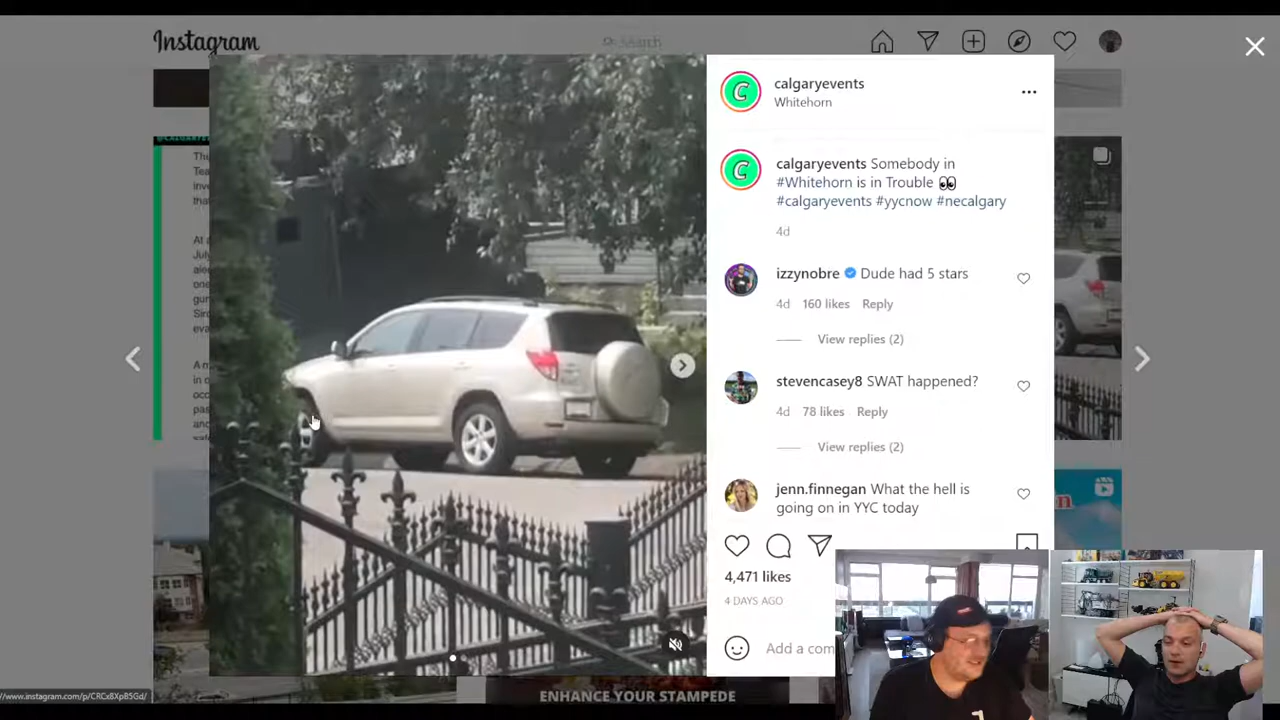 Instagram
Search
calgaryevents
Whitehorn
calgaryevents Somebody in
#Whitehorn is in Trouble 👀
#calgaryevents #yycnow #necalgary
4d
izzynobre Dude had 5 stars
4d 160 likes Reply
View replies (2)
stevencasey8 SWAT happened?
4d 78 likes Reply
View replies (2)
jenn.finnegan What the hell is
going on in YYC today
4,471 likes
4 DAYS AGO
Add a com
ENHANCE YOUR STAMPEDE